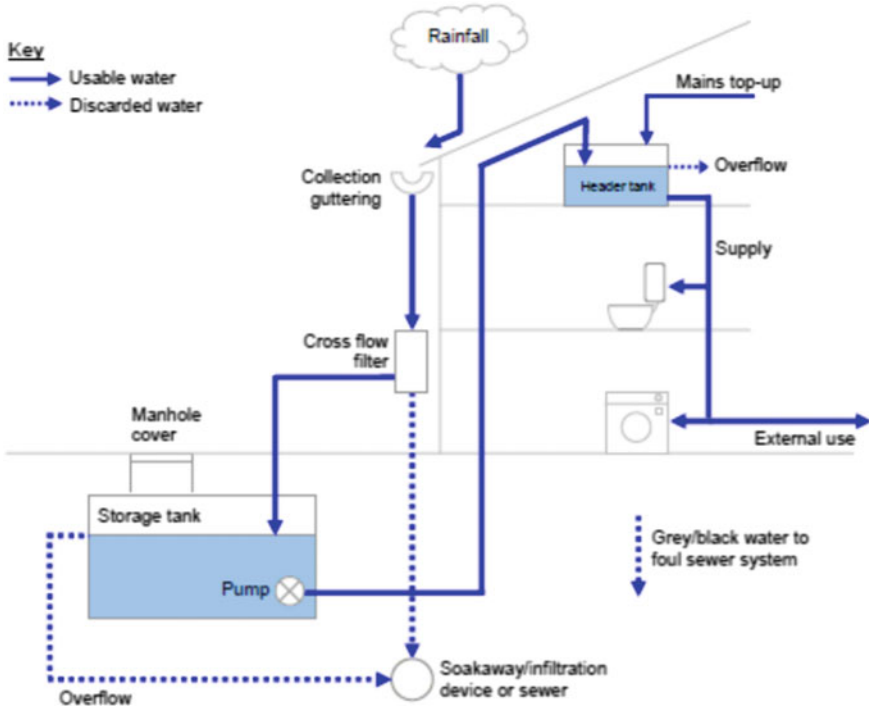 Rainfall
Key
Usable water
Discarded water
Mains top-up
Collection
guttering
Overflow
Header tank
Supply
Cross flow
filter
Manhole
cover
External use
Storage tank
Grey/black water to
foul sewer system
Pump
Soakaway/infiltration
device or sewer
Overflow